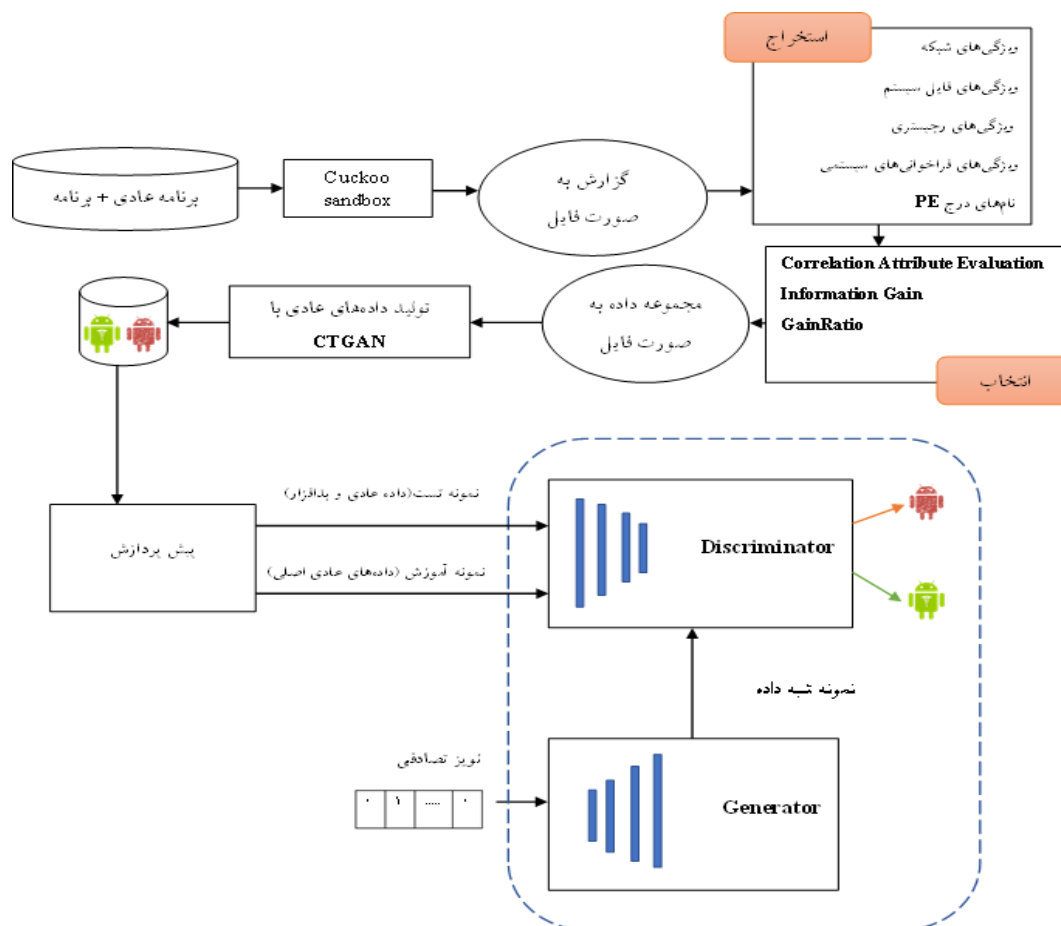 استخراج
ویژگی‌های شبکه
ویژگی‌های فایل سیستم
ویژگی‌های رجیستری
ویژگی‌های فراخوانی‌های سیستمی
نام‌های درج PE
برنامه عادی + برنامه
Cuckoo
sandbox
گزارش به
صورت فایل
Correlation Attribute Evaluation
Information Gain
GainRatio
انتخاب
مجموعه داده به
صورت فایل
تولید داده‌های عادی با
CTGAN
پیش پردازش
نمونه تست(داده عادی و بدافزار)
نمونه آموزش (داده‌های عادی اصلی)
Discriminator
نمونه شبه داده
نویز تصادفی
۰ ۱ ..... ۰
Generator